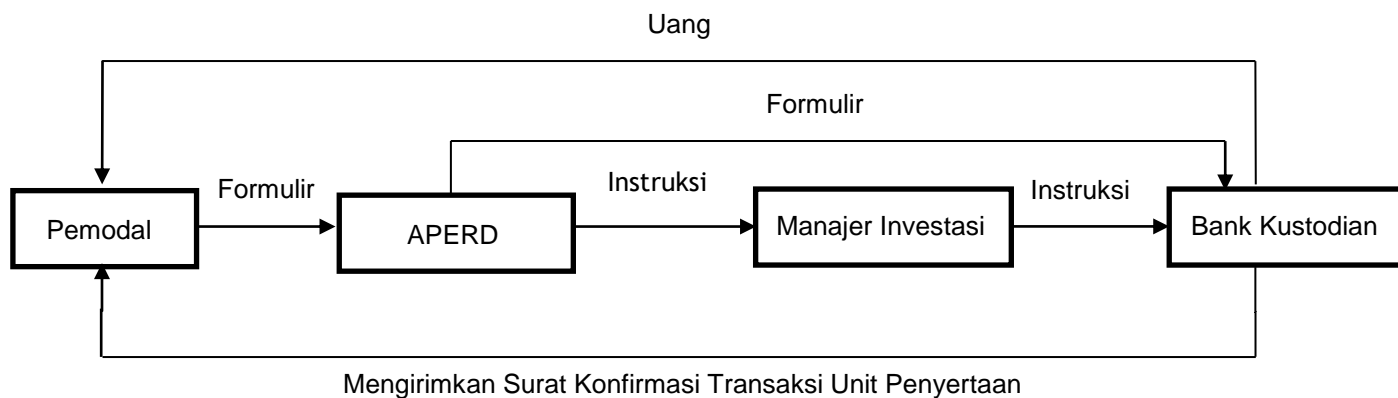 Uang
Formulir
Formulir
Instruksi
Instruksi
Pemodal
APERD
Manajer Investasi
Bank Kustodian
Mengirimkan Surat Konfirmasi Transaksi Unit Penyertaan